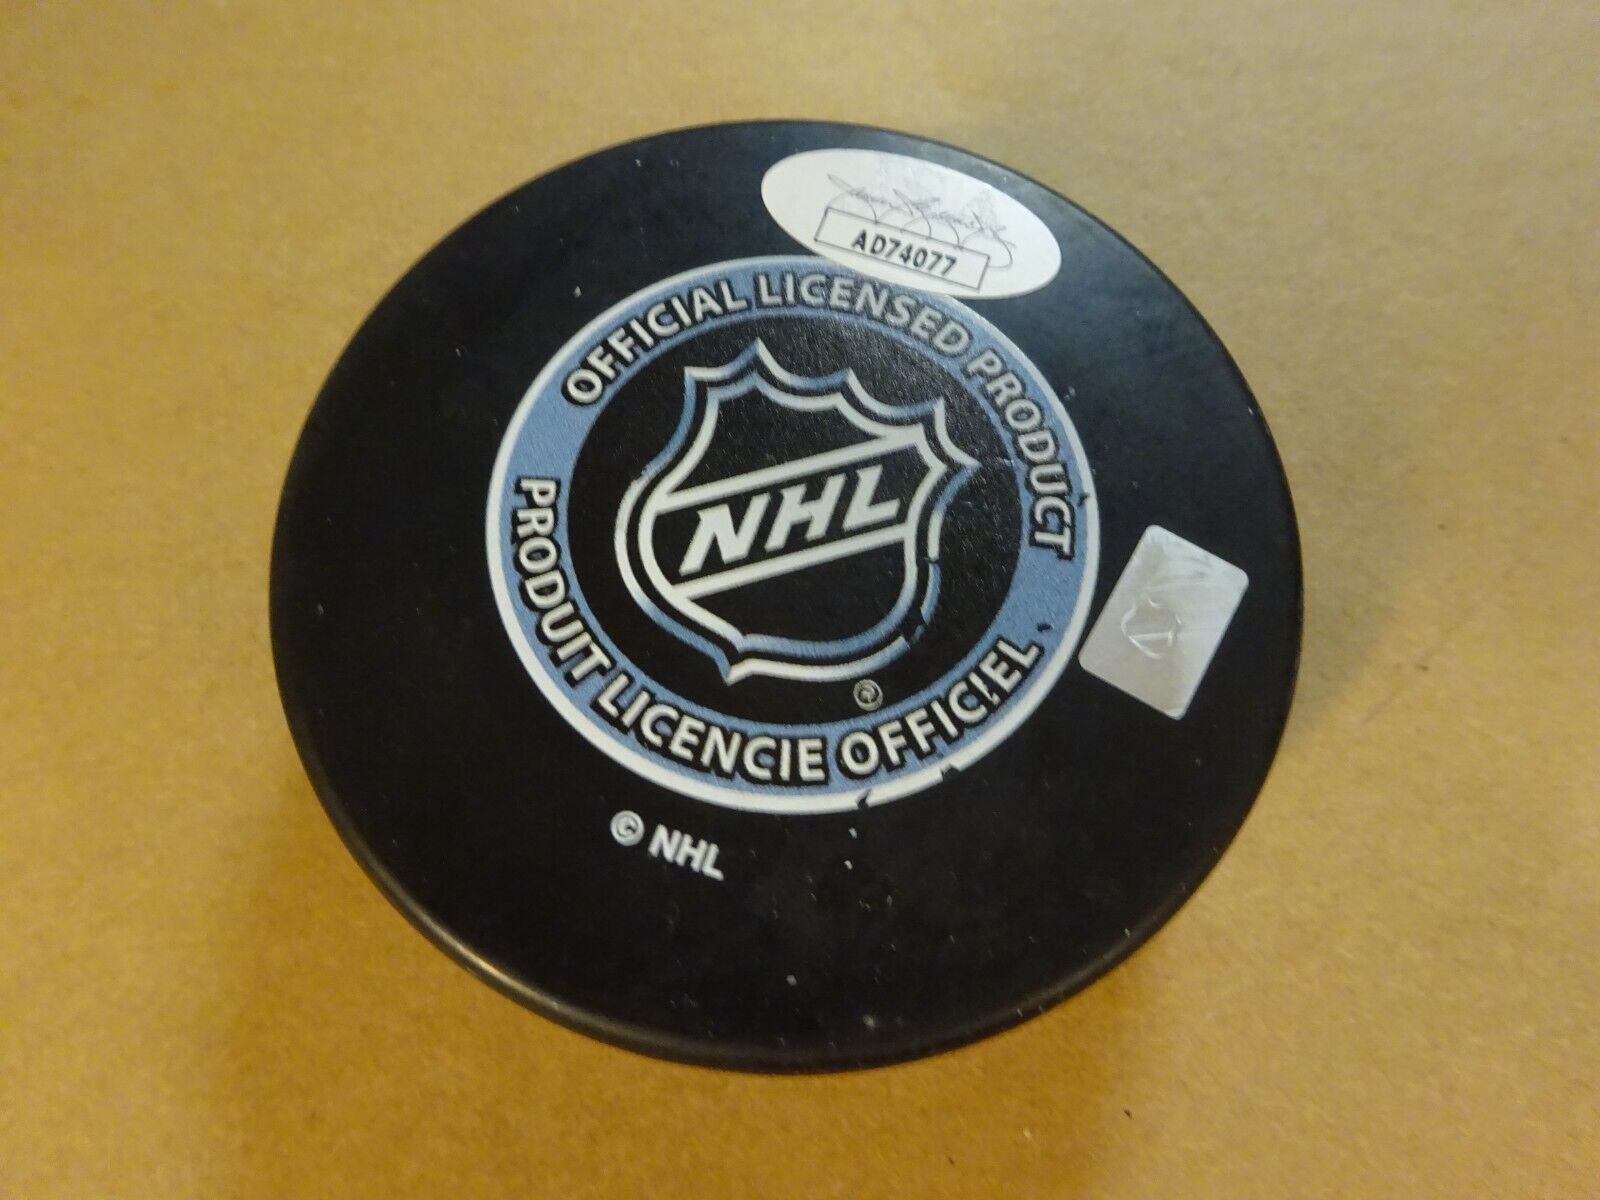 AD74077
OFFICIAL LICENSED PRODUCT
NHL
®
PRODUIT LICENCIE OFFICIEL
© NHL